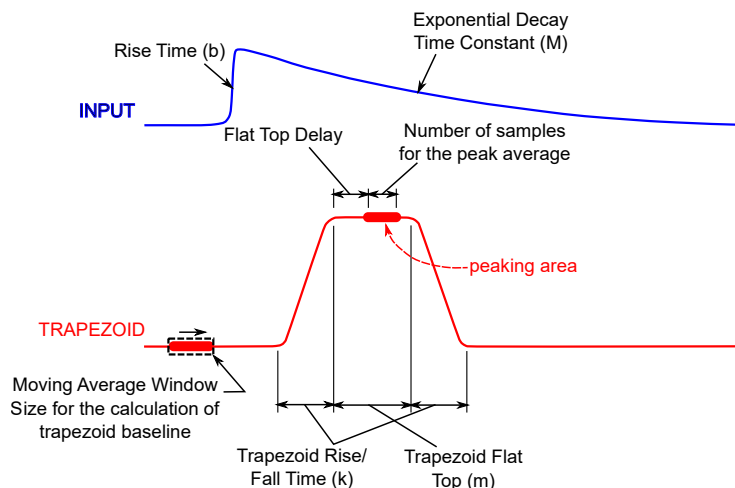 Exponential Decay
Time Constant (M)
Rise Time (b)
INPUT
Number of samples
for the peak average
Flat Top Delay
peaking area
TRAPEZOID
Moving Average Window
Size for the calculation of
trapezoid baseline
Trapezoid Rise/
Fall Time (k)
Trapezoid Flat
Top (m)